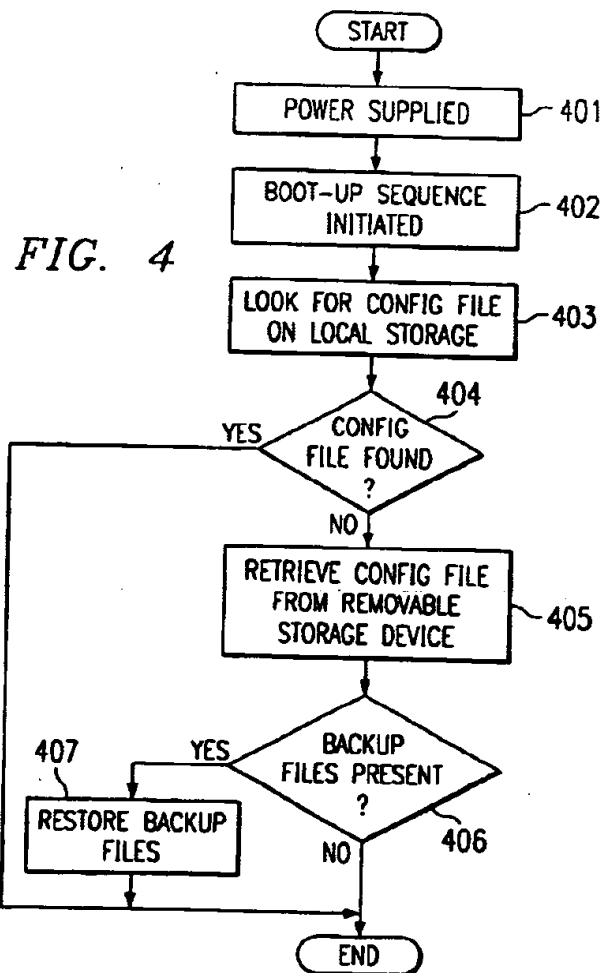 START
POWER SUPPLIED
401
BOOT-UP SEQUENCE
INITIATED
402
FIG. 4
LOOK FOR CONFIG FILE
ON LOCAL STORAGE
403
404
YES
CONFIG
FILE FOUND
?
NO
RETRIEVE CONFIG FILE
FROM REMOVABLE
STORAGE DEVICE
405
407
YES
BACKUP
FILES PRESENT
?
406
RESTORE BACKUP
FILES
NO
END